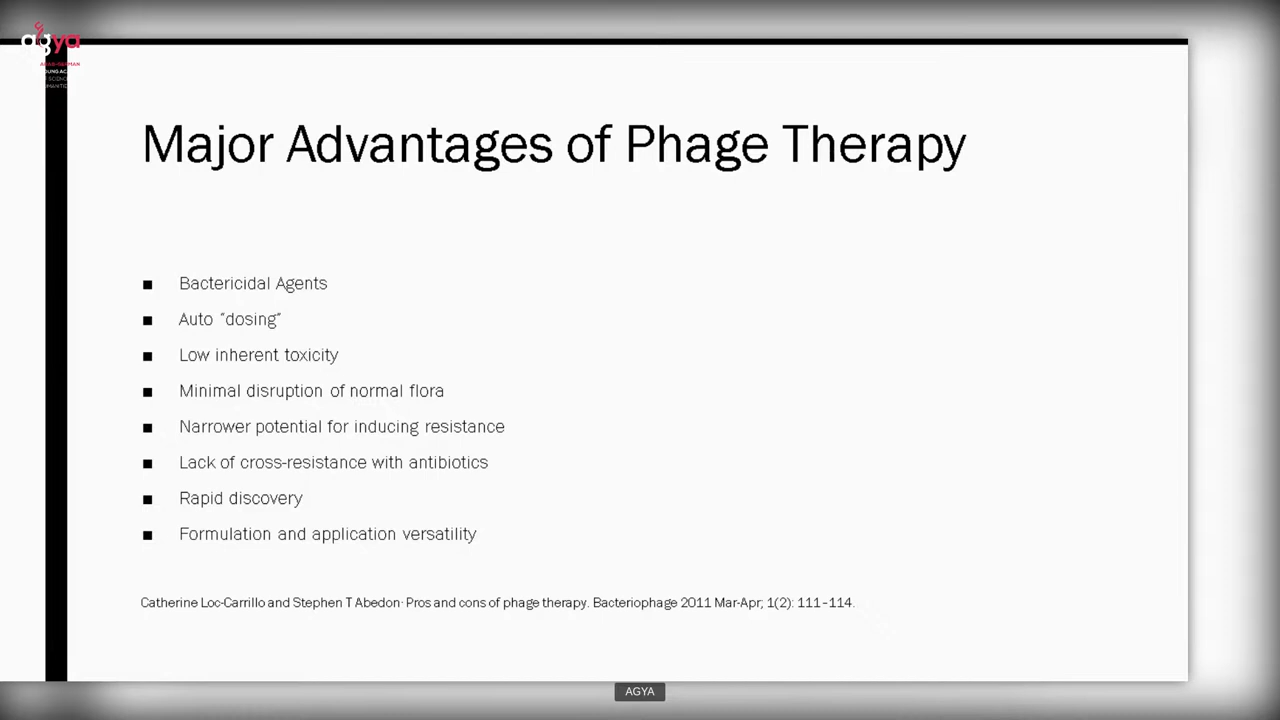 agya
ARAB-GERMAN
Major Advantages of Phage Therapy
■ Bactericidal Agents
■ Auto “dosing”
■ Low inherent toxicity
■ Minimal disruption of normal flora
■ Narrower potential for inducing resistance
■ Lack of cross-resistance with antibiotics
■ Rapid discovery
■ Formulation and application versatility
Catherine Loc-Carrillo and Stephen T Abedon· Pros and cons of phage therapy. Bacteriophage 2011 Mar-Apr; 1(2): 111–114.
AGYA